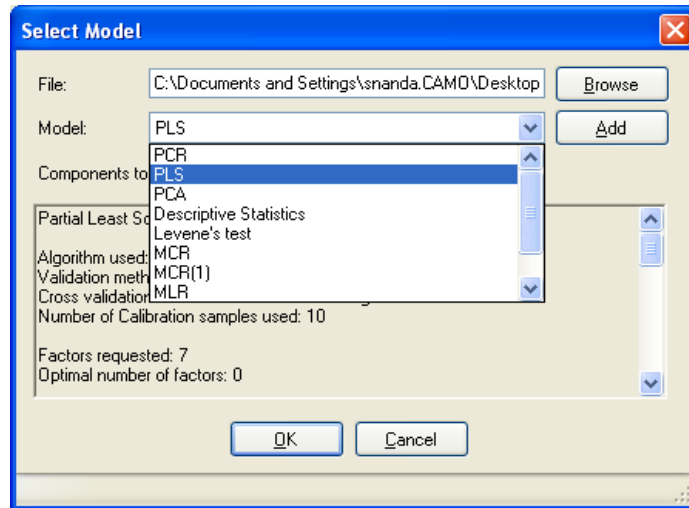 Select Model
File: C:\Documents and Settings\snanda.CAMO\Desktop Browse
Model: PLS Add
PCR
Components to PLS
PCA
Partial Least Sq Descriptive Statistics
Levene's test
Algorithm used: MCR
Validation meth MCR(1)
Cross validation MLR
Number of Calibration samples used: 10
Factors requested: 7
Optimal number of factors: 0
OK Cancel